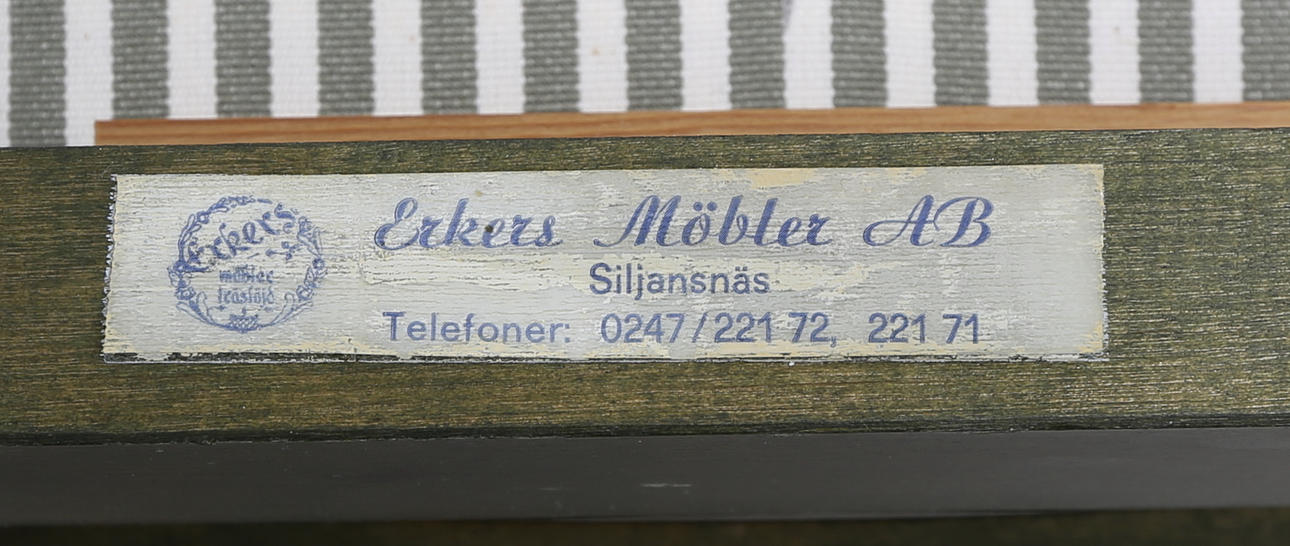 Erkers
möbler
Erkers Möbler AB
Siljansnäs
Telefoner: 0247/221 72, 221 71